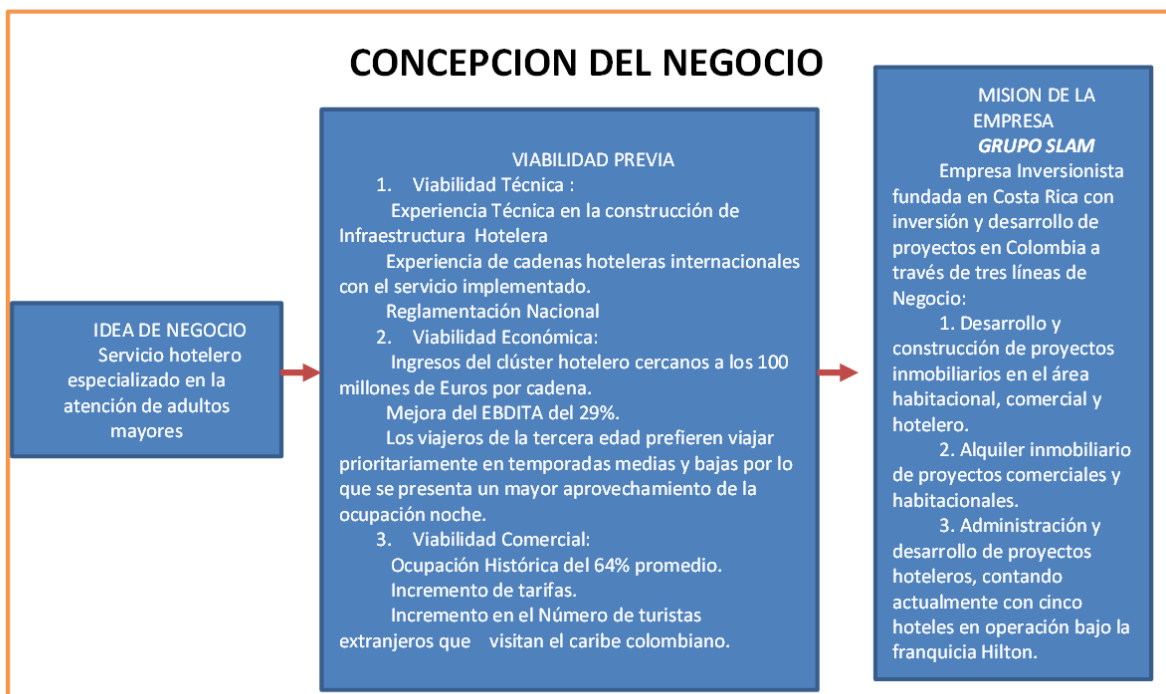 CONCEPCION DEL NEGOCIO
IDEA DE NEGOCIO
Servicio hotelero
especializado en la
atención de adultos
mayores
VIABILIDAD PREVIA
1. Viabilidad Técnica :
Experiencia Técnica en la construcción de
Infraestructura Hotelera
Experiencia de cadenas hoteleras internacionales
con el servicio implementado.
Reglamentación Nacional
2. Viabilidad Económica:
Ingresos del clúster hotelero cercanos a los 100
millones de Euros por cadena.
Mejora del EBDITA del 29%.
Los viajeros de la tercera edad prefieren viajar
prioritariamente en temporadas medias y bajas por lo
que se presenta un mayor aprovechamiento de la
ocupación noche.
3. Viabilidad Comercial:
Ocupación Histórica del 64% promedio.
Incremento de tarifas.
Incremento en el Número de turistas
extranjeros que visitan el caribe colombiano.
MISION DE LA
EMPRESA
GRUPO SLAM
Empresa Inversionista
fundada en Costa Rica con
inversión y desarrollo de
proyectos en Colombia a
través de tres líneas de
Negocio:
1. Desarrollo y
construcción de proyectos
inmobiliarios en el área
habitacional, comercial y
hotelero.
2. Alquiler inmobiliario
de proyectos comerciales y
habitacionales.
3. Administración y
desarrollo de proyectos
hoteleros, contando
actualmente con cinco
hoteles en operación bajo la
franquicia Hilton.